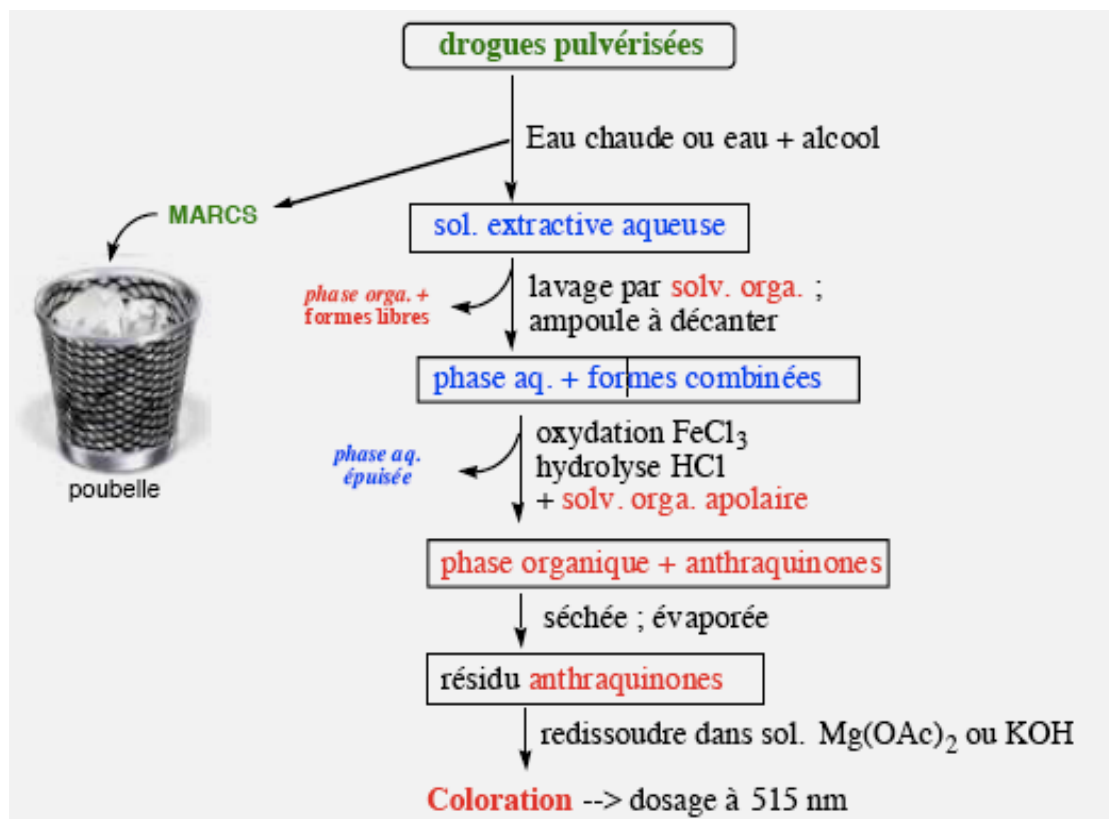 drogues pulvérisées
Eau chaude ou eau + alcool
MARCS
poubelle
sol. extractive aqueuse
phase orga. +
formes libres
lavage par solv. orga. ;
ampoule à décanter
phase aq. + formes combinées
phase aq.
épuisée
oxydation FeCl3
hydrolyse HCl
+ solv. orga. apolaire
phase organique + anthraquinones
séchée ; évaporée
résidu anthraquinones
redissoudre dans sol. Mg(OAc)2 ou KOH
Coloration --> dosage à 515 nm